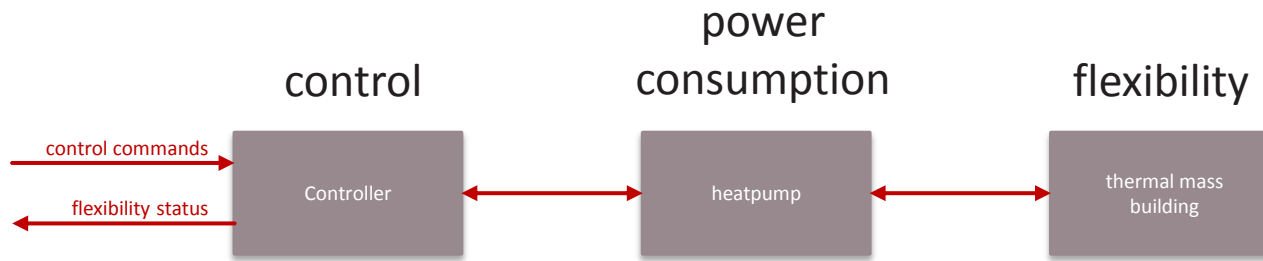 power
control
consumption
flexibility
control commands
flexibility status
Controller
heatpump
thermal mass
building